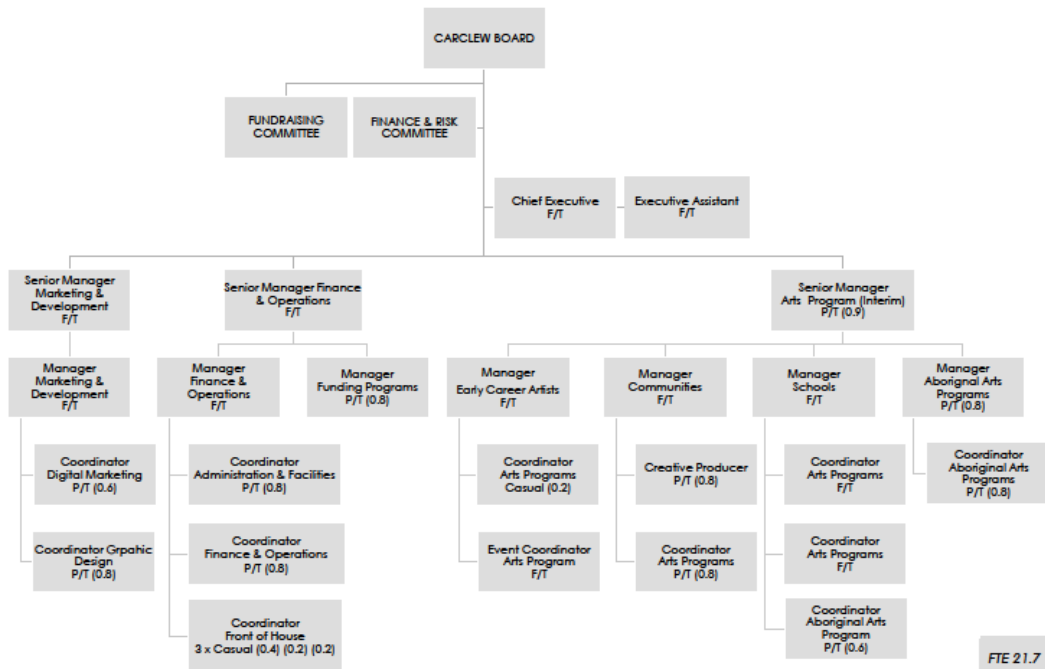 CARCLEW BOARD
FUNDRAISING
COMMITTEE
FINANCE & RISK
COMMITTEE
Chief Executive
F/T
Executive Assistant
F/T
Senior Manager
Marketing &
Development
F/T
Senior Manager Finance
& Operations
F/T
Senior Manager
Arts Program (Interim)
P/T (0.9)
Manager
Marketing &
Development
F/T
Manager
Finance &
Operations
F/T
Manager
Funding Programs
P/T (0.8)
Manager
Early Career Artists
F/T
Manager
Communities
F/T
Manager
Schools
F/T
Manager
Aborignal Arts
Programs
P/T (0.8)
Coordinator
Digital Marketing
P/T (0.6)
Coordinator
Administration & Facilities
P/T (0.8)
Coordinator
Arts Programs
Casual (0.2)
Creative Producer
P/T (0.8)
Coordinator
Arts Programs
F/T
Coordinator
Aboriginal Arts
Programs
P/T (0.8)
Coordinator Grpahic
Design
P/T (0.8)
Coordinator
Finance & Operations
P/T (0.8)
Event Coordinator
Arts Program
F/T
Coordinator
Arts Programs
P/T (0.8)
Coordinator
Arts Programs
F/T
Coordinator
Front of House
3 x Casual (0.4) (0.2) (0.2)
Coordinator
Aboriginal Arts
Program
P/T (0.6)
FTE 21.7